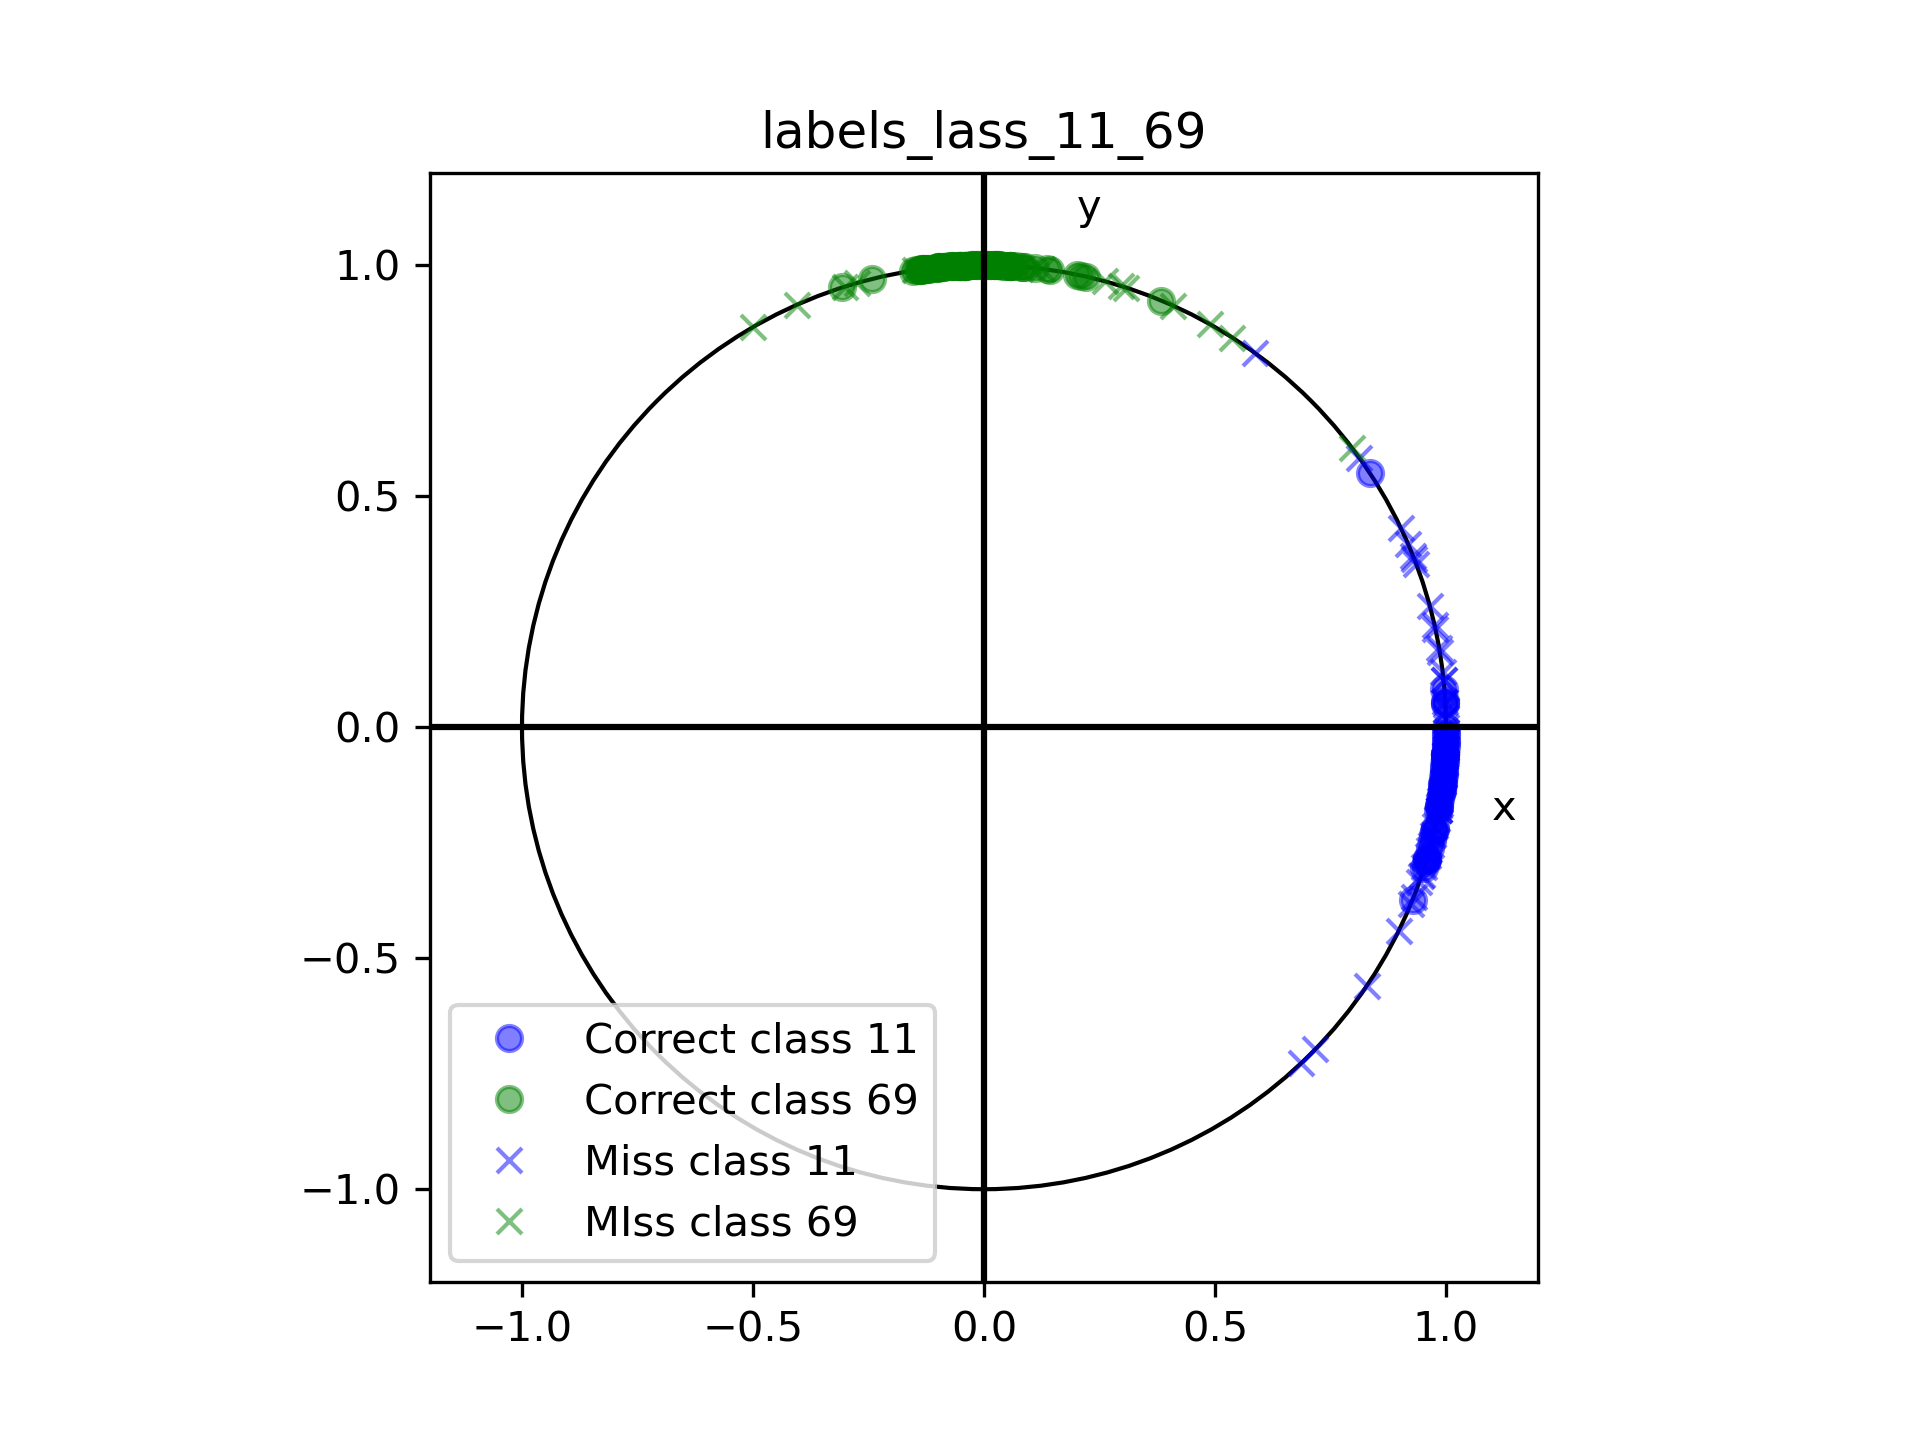 labels_lass_11_69
y
1.0
0.5
0.0
−0.5
−1.0
x
Correct class 11
Correct class 69
Miss class 11
MIss class 69
−1.0 −0.5 0.0 0.5 1.0